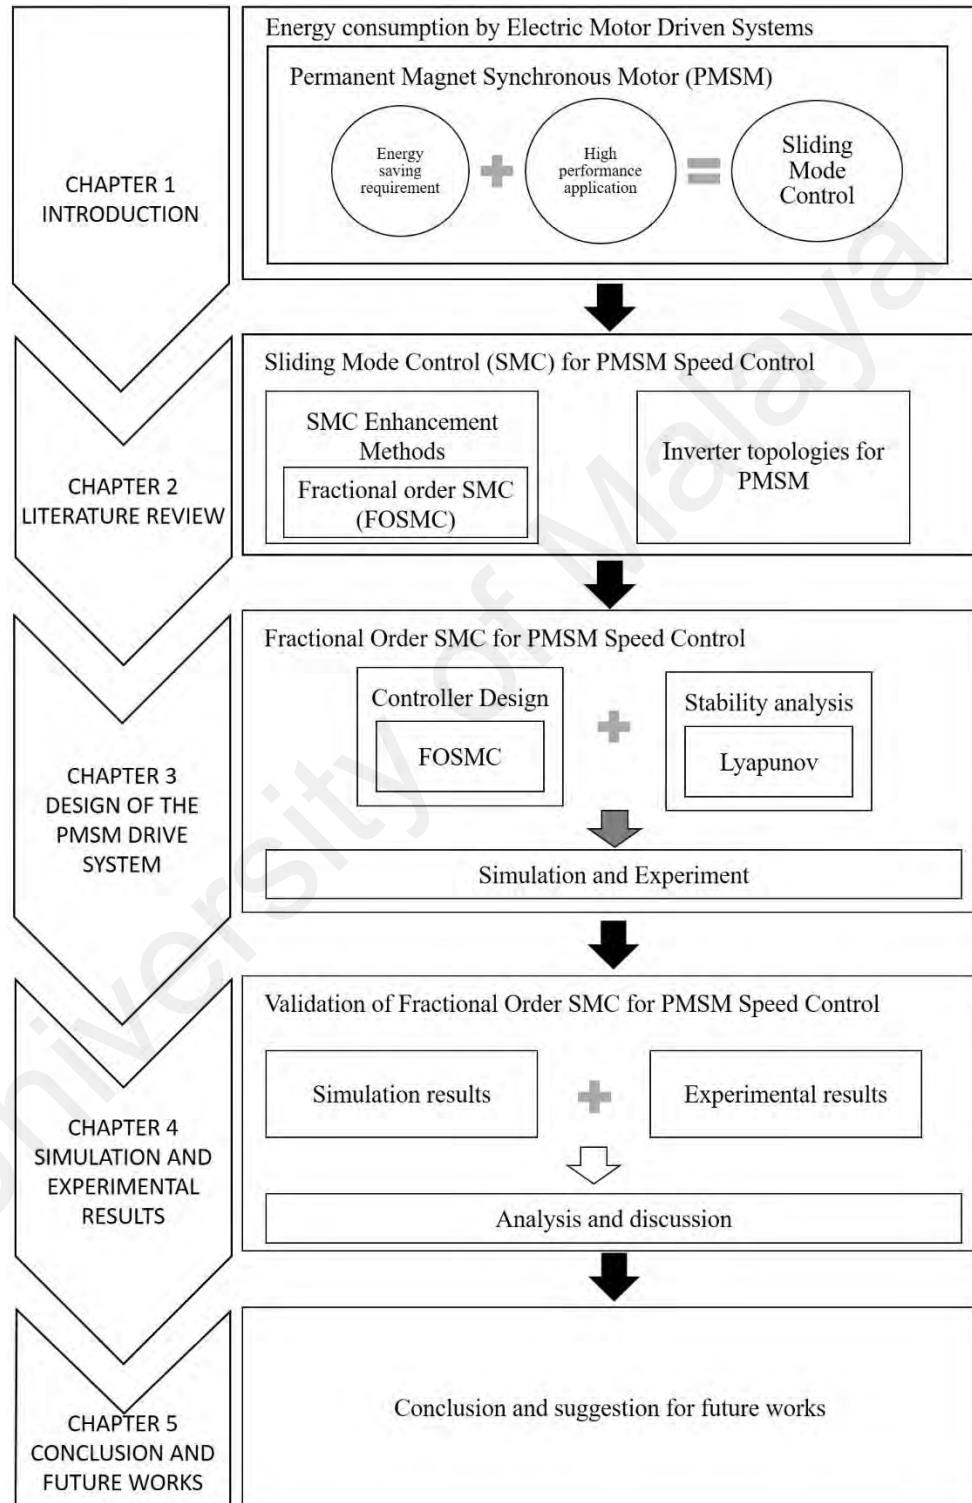 CHAPTER 1
INTRODUCTION
Energy consumption by Electric Motor Driven Systems
Permanent Magnet Synchronous Motor (PMSM)
Energy
saving
requirement
High
performance
application
Sliding
Mode
Control
CHAPTER 2
LITERATURE REVIEW
Sliding Mode Control (SMC) for PMSM Speed Control
SMC Enhancement
Methods
Fractional order SMC
(FOSMC)
Inverter topologies for
PMSM
CHAPTER 3
DESIGN OF THE
PMSM DRIVE
SYSTEM
Fractional Order SMC for PMSM Speed Control
Controller Design
FOSMC
Stability analysis
Lyapunov
Simulation and Experiment
CHAPTER 4
SIMULATION AND
EXPERIMENTAL
RESULTS
Validation of Fractional Order SMC for PMSM Speed Control
Simulation results
Experimental results
Analysis and discussion
CHAPTER 5
CONCLUSION AND
FUTURE WORKS
Conclusion and suggestion for future works
University of Malaya